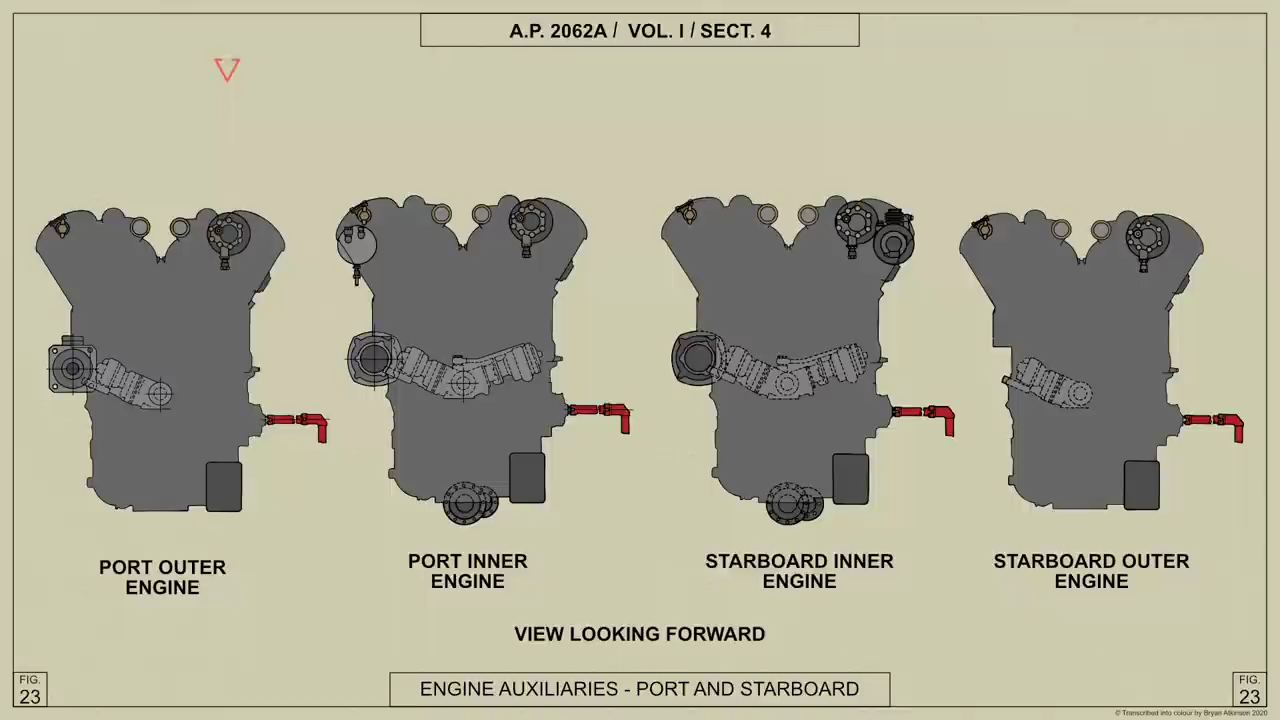 A.P. 2062A / VOL. I / SECT. 4
PORT OUTER
ENGINE
PORT INNER
ENGINE
STARBOARD INNER
ENGINE
STARBOARD OUTER
ENGINE
VIEW LOOKING FORWARD
FIG.
23
ENGINE AUXILIARIES - PORT AND STARBOARD
FIG.
23
© Transcribed into colour by Bryan Atkinson 2020